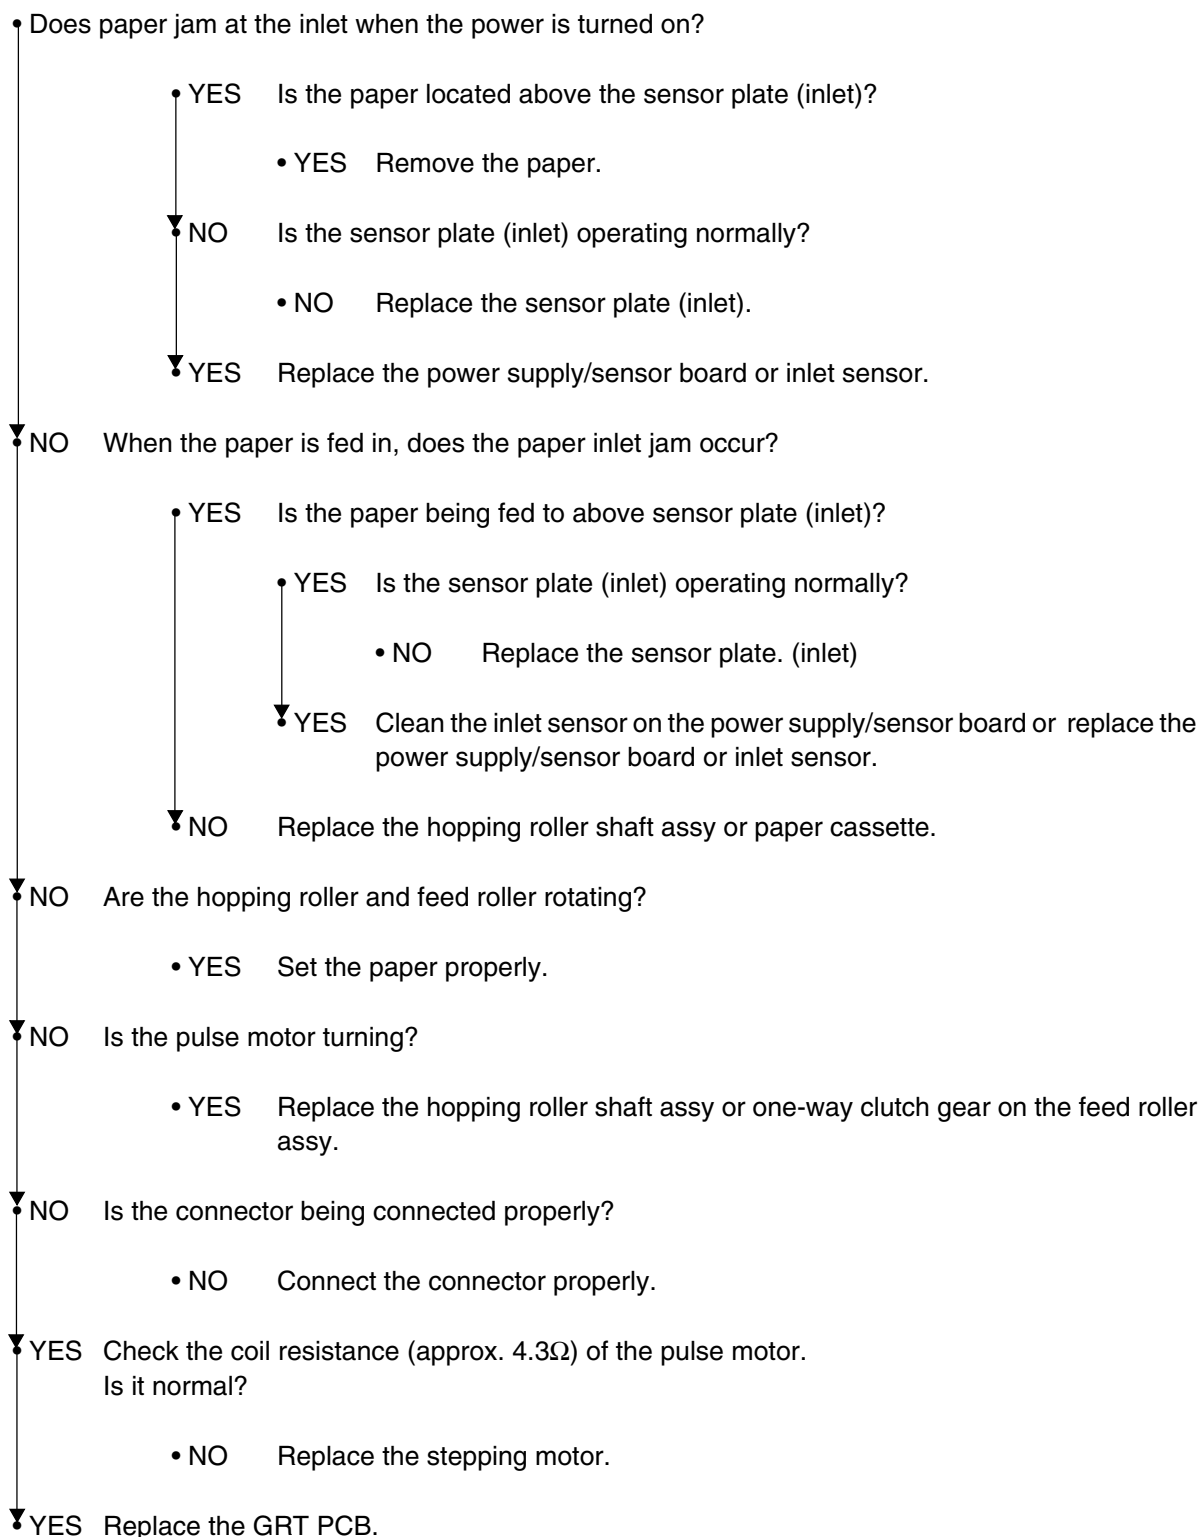 • Does paper jam at the inlet when the power is turned on?
• YES Is the paper located above the sensor plate (inlet)?
• YES Remove the paper.
• NO Is the sensor plate (inlet) operating normally?
• NO Replace the sensor plate (inlet).
• YES Replace the power supply/sensor board or inlet sensor.
• NO When the paper is fed in, does the paper inlet jam occur?
• YES Is the paper being fed to above sensor plate (inlet)?
• YES Is the sensor plate (inlet) operating normally?
• NO Replace the sensor plate. (inlet)
• YES Clean the inlet sensor on the power supply/sensor board or replace the
power supply/sensor board or inlet sensor.
• NO Replace the hopping roller shaft assy or paper cassette.
• NO Are the hopping roller and feed roller rotating?
• YES Set the paper properly.
• NO Is the pulse motor turning?
• YES Replace the hopping roller shaft assy or one-way clutch gear on the feed roller
assy.
• NO Is the connector being connected properly?
• NO Connect the connector properly.
• YES Check the coil resistance (approx. 4.3Ω) of the pulse motor.
Is it normal?
• NO Replace the stepping motor.
• YES Replace the GRT PCB.